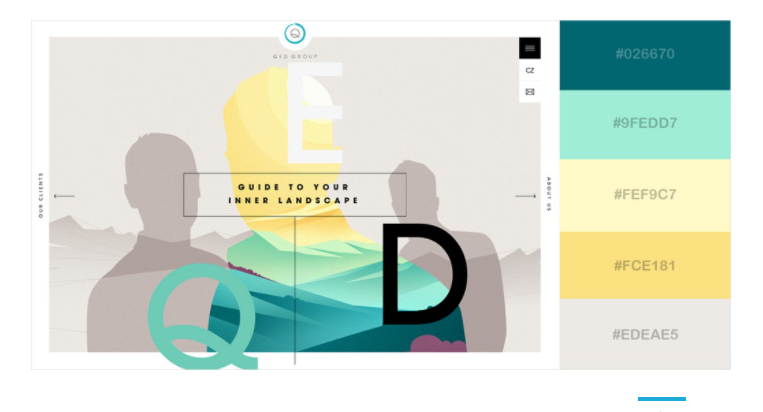 Q
QED GROUP
E
CZ
OUR CLIENTS
GUIDE TO YOUR
INNER LANDSCAPE
ABOUT US
D
Q
#026670
#9FEDD7
#FEF9C7
#FCE181
#EDEAE5